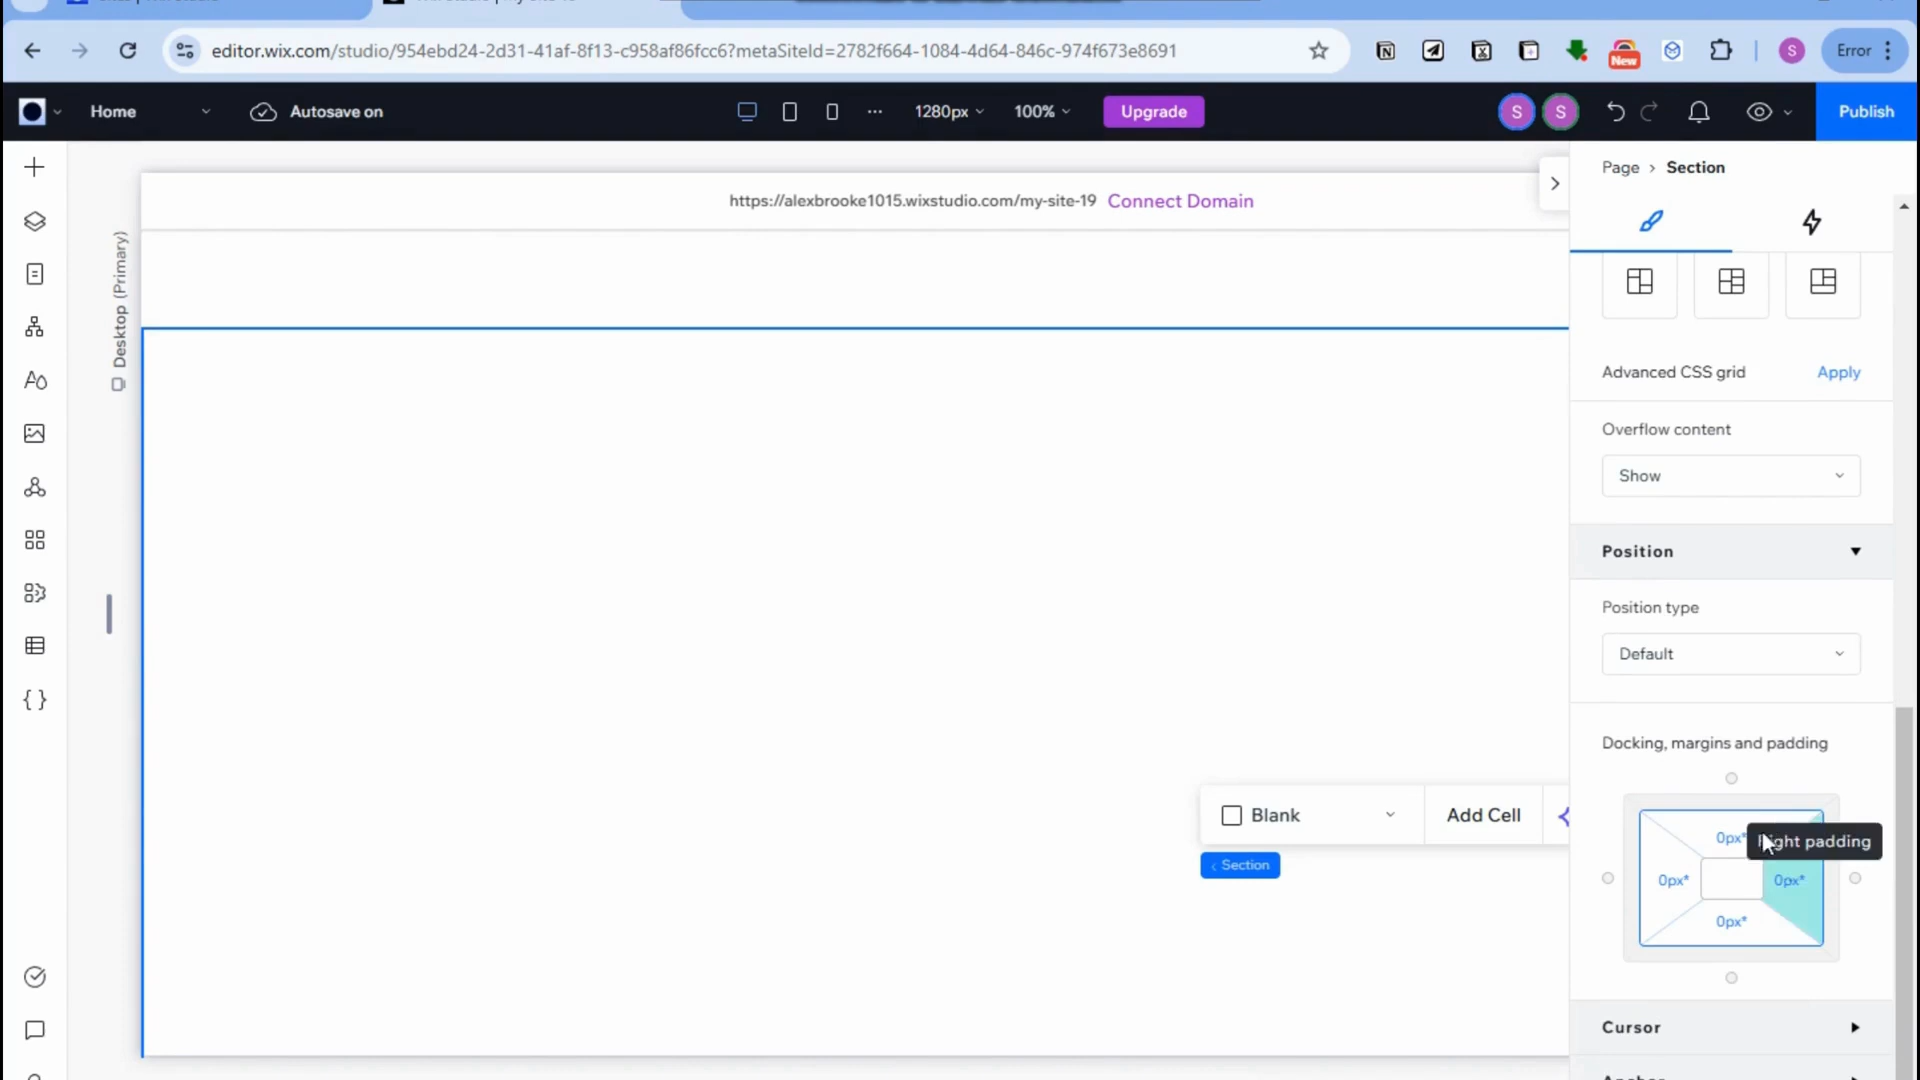 editor.wix.com/studio/954ebd24-2d31-41af-8f13-c958af86fcc6?metaSiteId=2782f664-1084-4d64-846c-974f673e8691
New
S
Error
Home
Autosave on
1280px
100%
Upgrade
S
S
Publish
Page > Section
https://alexbrooke1015.wixstudio.com/my-site-19 Connect Domain
Desktop (Primary)
Advanced CSS grid
Apply
Overflow content
Show
Position
Position type
Default
Docking, margins and padding
0px*
Right padding
0px*
0px*
0px*
Blank
Add Cell
< Section
Cursor